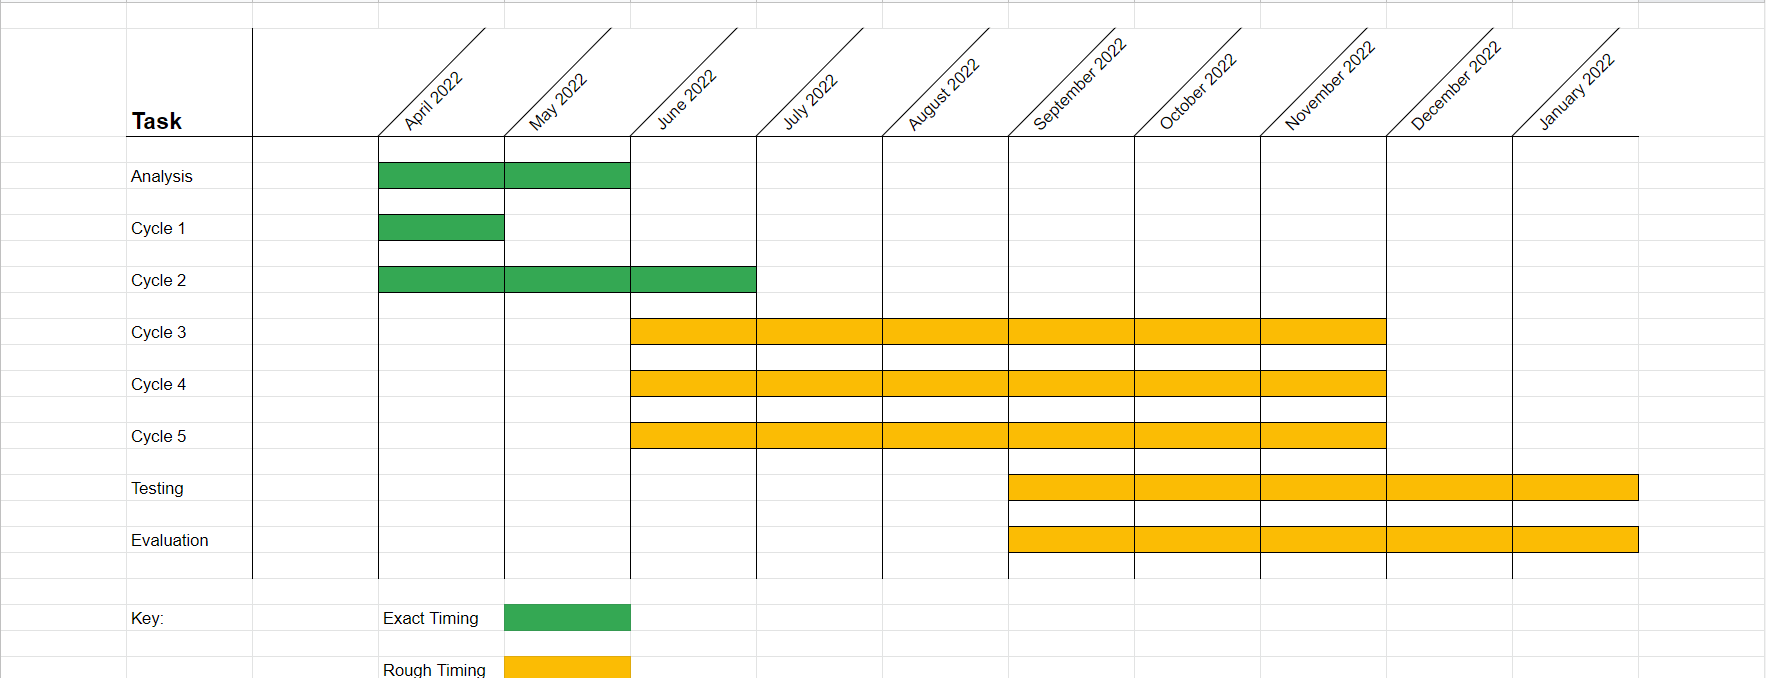 Task
April 2022
May 2022
June 2022
July 2022
August 2022
September 2022
October 2022
November 2022
December 2022
January 2022
Analysis
Cycle 1
Cycle 2
Cycle 3
Cycle 4
Cycle 5
Testing
Evaluation
Key:
Exact Timing
Rough Timing